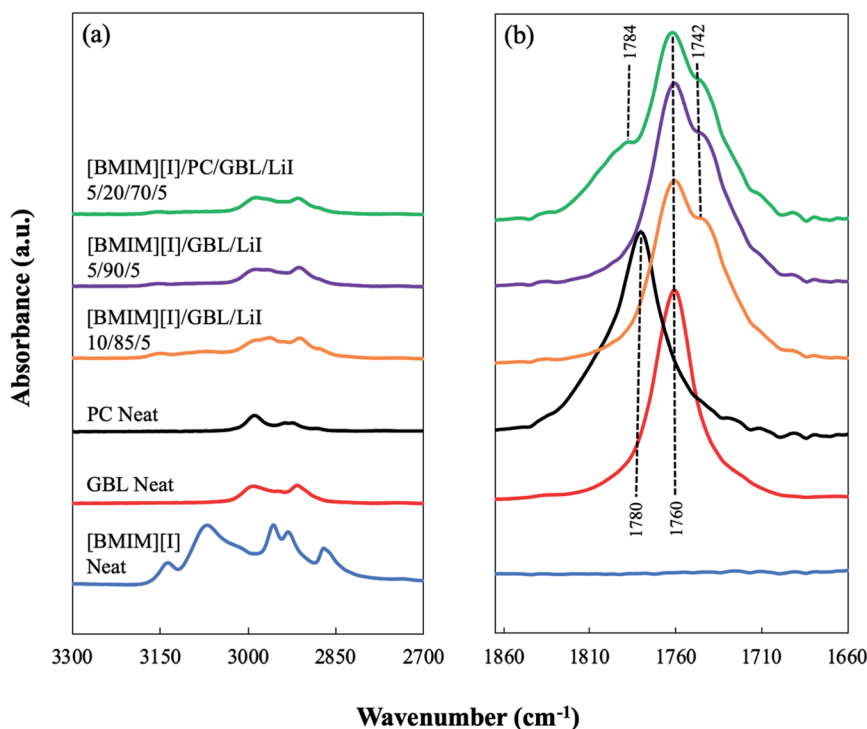 (a)
[BMIM][I]/PC/GBL/LiI
5/20/70/5
[BMIM][I]/GBL/LiI
5/90/5
[BMIM][I]/GBL/LiI
10/85/5
PC Neat
GBL Neat
[BMIM][I]
Neat
3300 3150 3000 2850 2700
(b)
1784
1742
1780
1760
1860 1810 1760 1710 1660
Absorbance (a.u.)
Wavenumber (cm⁻¹)